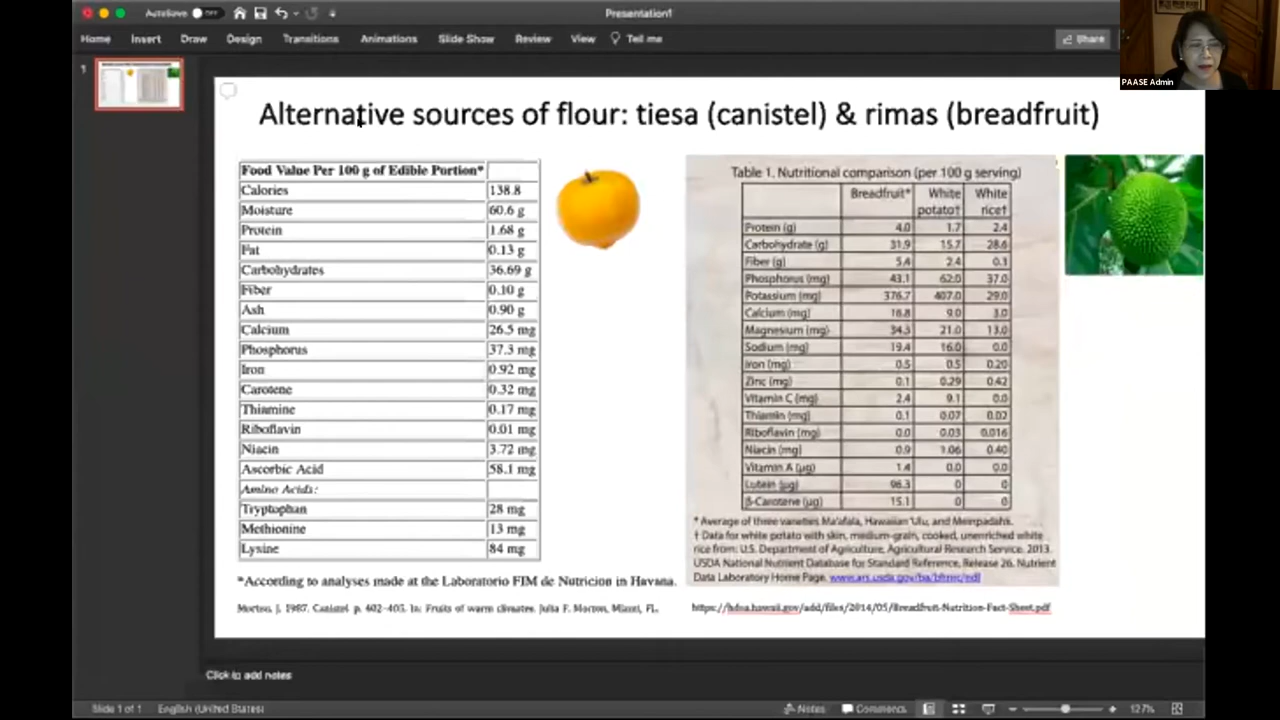 AutoSave OFF
Presentation1
Home Insert Draw Design Transitions Animations Slide Show Review View Tell me
Share
PAASE Admin
1
Alternative sources of flour: tiesa (canistel) & rimas (breadfruit)
Food Value Per 100 g of Edible Portion*
Calories 138.8
Moisture 60.6 g
Protein 1.68 g
Fat 0.13 g
Carbohydrates 36.69 g
Fiber 0.10 g
Ash 0.90 g
Calcium 26.5 mg
Phosphorus 37.3 mg
Iron 0.92 mg
Carotene 0.32 mg
Thiamine 0.17 mg
Riboflavin 0.01 mg
Niacin 3.72 mg
Ascorbic Acid 58.1 mg
Amino Acids:
Tryptophan 28 mg
Methionine 13 mg
Lysine 84 mg
*According to analyses made at the Laboratorio FIM de Nutricion in Havana.
Morton, J. 1987. Canistel p. 402–405. In: Fruits of warm climates. Julia F. Morton, Miami, FL.
Table 1. Nutritional comparison (per 100 g serving)
Breadfruit* White potato† White rice†
Protein (g) 4.0 1.7 2.4
Carbohydrate (g) 31.9 15.7 28.6
Fiber (g) 5.4 2.4 0.3
Phosphorus (mg) 43.1 62.0 37.0
Potassium (mg) 376.7 407.0 29.0
Calcium (mg) 16.8 9.0 3.0
Magnesium (mg) 34.3 21.0 13.0
Sodium (mg) 19.4 16.0 0.0
Iron (mg) 0.5 0.5 0.20
Zinc (mg) 0.1 0.29 0.42
Vitamin C (mg) 2.4 9.1 0.0
Thiamin (mg) 0.1 0.07 0.02
Riboflavin (mg) 0.0 0.03 0.016
Niacin (mg) 0.9 1.06 0.40
Vitamin A (µg) 1.4 0.0 0.0
Lutein (µg) 96.3 0 0
β-Carotene (µg) 15.1 0 0
* Average of three varieties Ma'afala, Hawaiian 'Ulu, and Meinpadahk.
† Data for white potato with skin, medium-grain, cooked, unenriched white
rice from: U.S. Department of Agriculture, Agricultural Research Service. 2013.
USDA National Nutrient Database for Standard Reference, Release 26. Nutrient
Data Laboratory Home Page, www.ars.usda.gov/ba/bhnrc/ndl
https://hdoa.hawaii.gov/add/files/2014/05/Breadfruit-Nutrition-Fact-Sheet.pdf
Click to add notes
Slide 1 of 1 English (United States) Notes Comments 127%